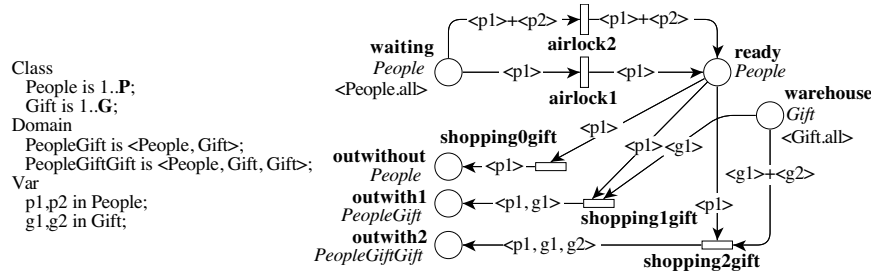 Class
People is 1..P;
Gift is 1..G;
Domain
PeopleGift is <People, Gift>;
PeopleGiftGift is <People, Gift, Gift>;
Var
p1,p2 in People;
g1,g2 in Gift;
<p1>+<p2>
<p1>+<p2>
airlock2
waiting
People
<People.all>
<p1>
<p1>
airlock1
ready
People
warehouse
Gift
<Gift.all>
<p1>
shopping0gift
<p1>
<g1>
outwithout
People
<p1>
<g1>+<g2>
outwith1
PeopleGift
<p1, g1>
shopping1gift
<p1>
outwith2
PeopleGiftGift
<p1, g1, g2>
shopping2gift